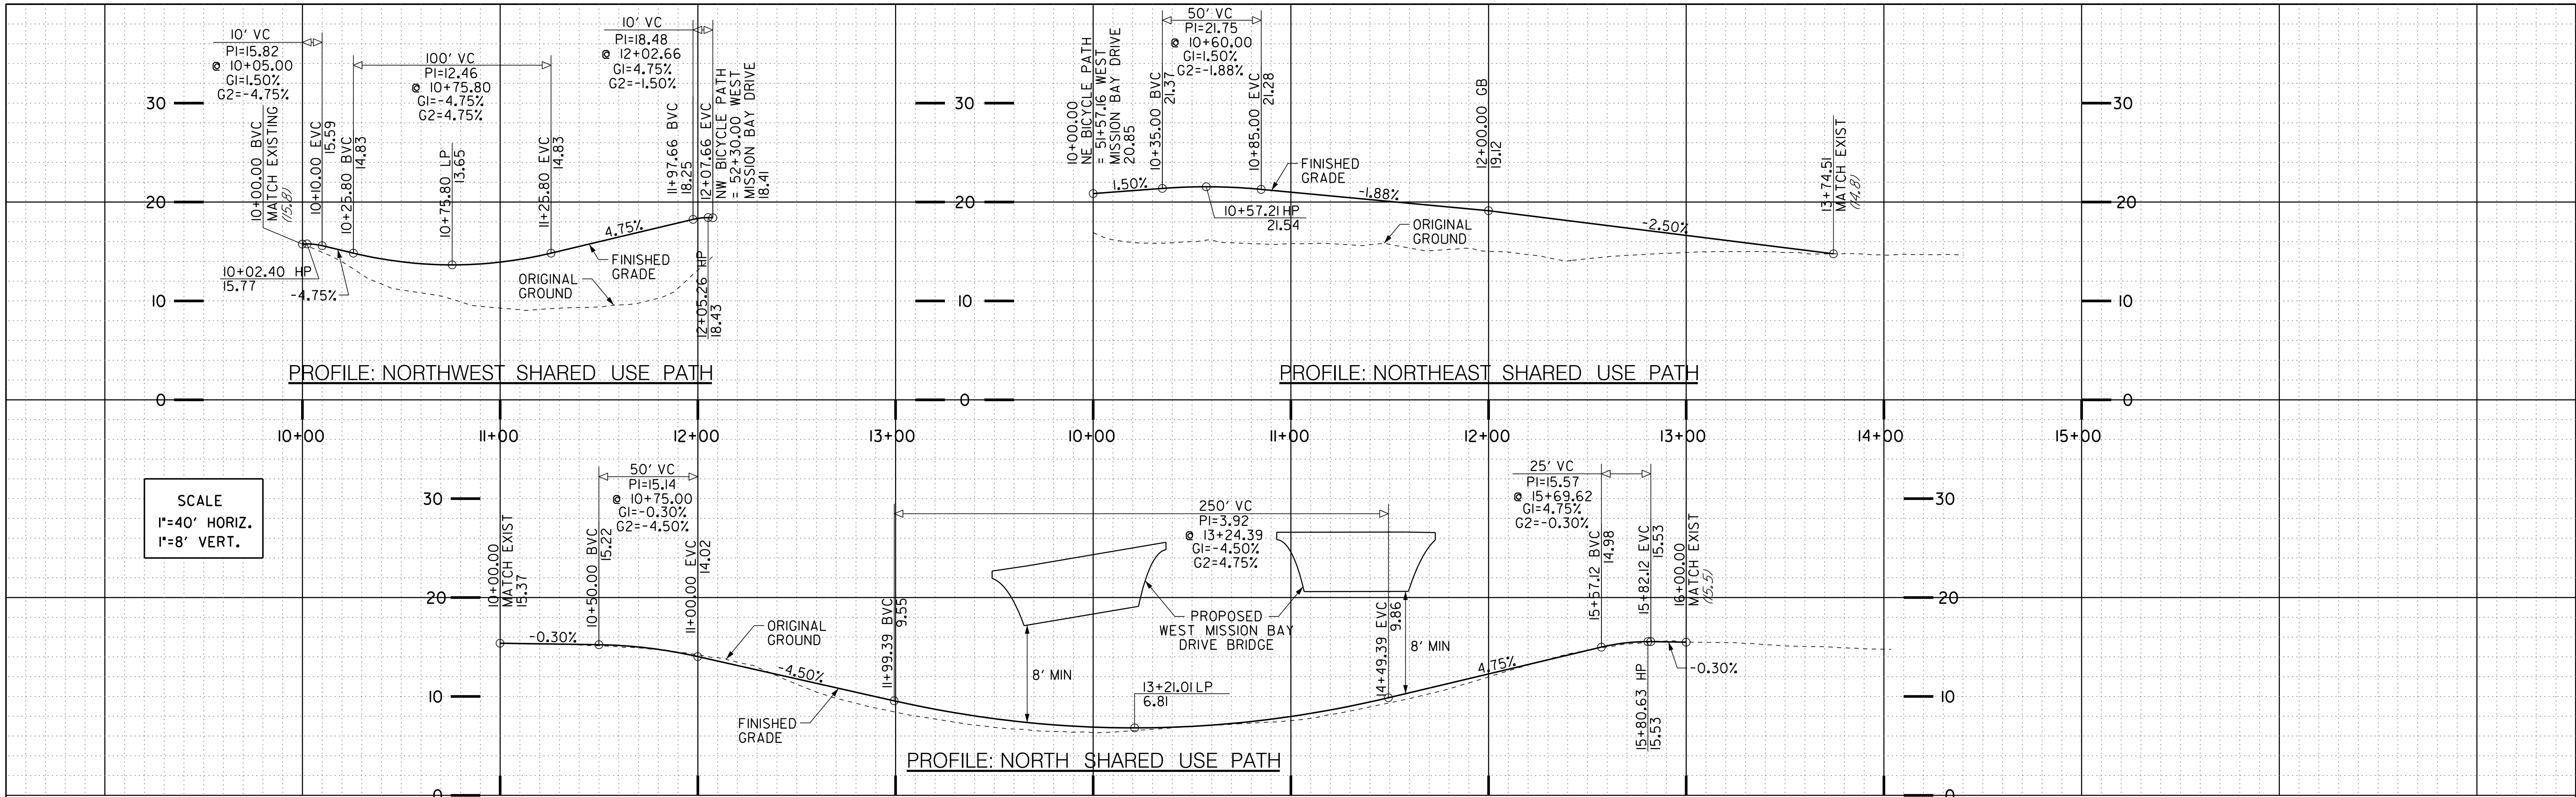 10' VC
PI=15.82
@ 10+05.00
G1=1.50%
G2=-4.75%
100' VC
PI=12.46
@ 10+75.80
G1=-4.75%
G2=4.75%
10' VC
PI=18.48
@ 12+02.66
G1=4.75%
G2=-1.50%
10+00.00 BVC
MATCH EXISTING
(15.8)
10+10.00 EVC
15.59
10+25.80 BVC
14.83
10+75.80 LP
13.65
11+25.80 EVC
14.83
11+97.66 BVC
18.25
12+07.66 EVC
NW BICYCLE PATH
= 52+30.00 WEST
MISSION BAY DRIVE
18.41
10+02.40 HP
15.77
-4.75%
4.75%
FINISHED
GRADE
ORIGINAL
GROUND
12+05.26 HP
18.43
30
20
10
0
PROFILE: NORTHWEST SHARED USE PATH
30
20
10
0
10+00.00
NE BICYCLE PATH
= 51+57.16 WEST
MISSION BAY DRIVE
20.85
50' VC
PI=21.75
@ 10+60.00
G1=1.50%
G2=-1.88%
10+35.00 BVC
21.37
10+85.00 EVC
21.28
12+00.00 GB
19.12
13+74.51
MATCH EXIST
(14.8)
1.50%
FINISHED
GRADE
-1.88%
-2.50%
10+57.21 HP
21.54
ORIGINAL
GROUND
30
20
10
0
PROFILE: NORTHEAST SHARED USE PATH
10+00
11+00
12+00
13+00
10+00
11+00
12+00
13+00
14+00
15+00
SCALE
1"=40' HORIZ.
1"=8' VERT.
30
20
10
0
10+00.00
MATCH EXIST
15.37
50' VC
PI=15.14
@ 10+75.00
G1=-0.30%
G2=-4.50%
10+50.00 BVC
15.22
11+00.00 EVC
14.02
-0.30%
ORIGINAL
GROUND
-4.50%
FINISHED
GRADE
11+99.39 BVC
9.55
250' VC
PI=3.92
@ 13+24.39
G1=-4.50%
G2=4.75%
8' MIN
PROPOSED
WEST MISSION BAY
DRIVE BRIDGE
13+21.01 LP
6.81
14+49.39 EVC
9.86
8' MIN
4.75%
25' VC
PI=15.57
@ 15+69.62
G1=4.75%
G2=-0.30%
15+57.12 BVC
14.98
15+82.12 EVC
15.53
16+00.00
MATCH EXIST
(15.5)
-0.30%
15+80.63 HP
15.53
30
20
10
0
PROFILE: NORTH SHARED USE PATH